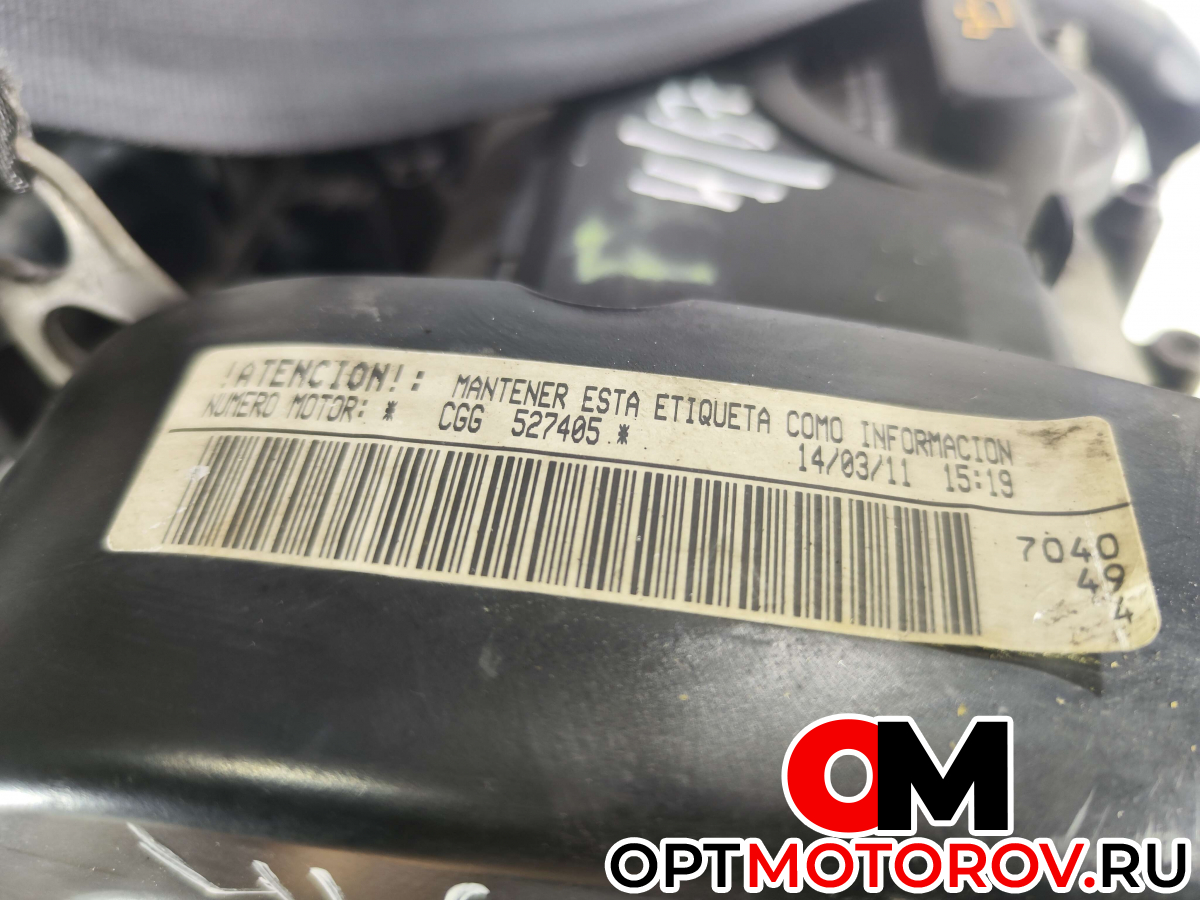 !ATENCION!: MANTENER ESTA ETIQUETA COMO INFORMACION
NUMERO MOTOR: * CGG 527405 * 14/03/11 15:19
7040
49
4
OM
OPTMOTOROV.RU